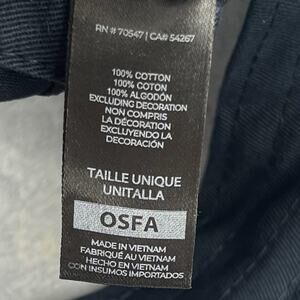 RN # 70547 | CA# 54267
100% COTTON
100% COTON
100% ALGODÓN
EXCLUDING DECORATION
NON COMPRIS
LA DÉCORATION
EXCLUYENDO LA
DECORACIÓN
TAILLE UNIQUE
UNITALLA
OSFA
MADE IN VIETNAM
FABRIQUÉ AU VIETNAM
HECHO EN VIETNAM
CON INSUMOS IMPORTADOS